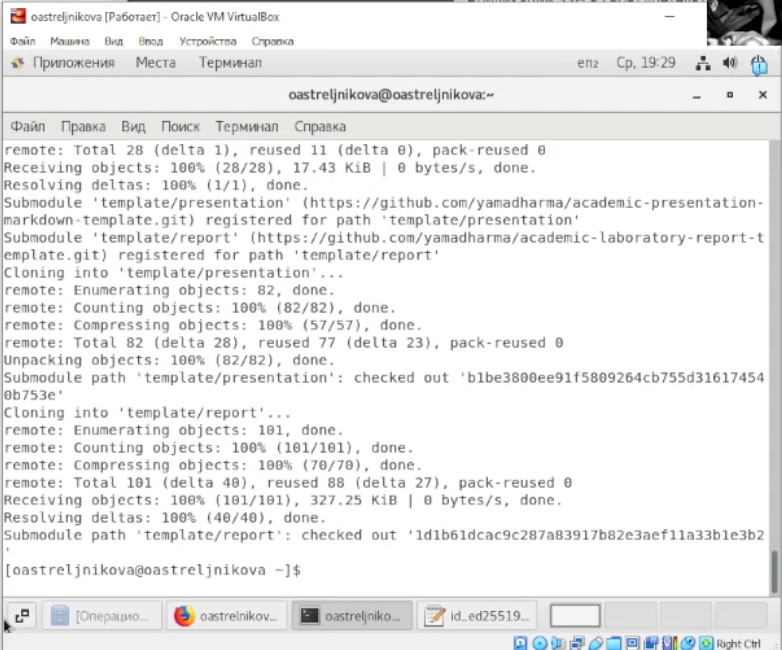 oastreljnikova [Работает] - Oracle VM VirtualBox
Файл Машина Вид Ввод Устройства Справка
Приложения Места Терминал en₂ Ср, 19:29
oastreljnikova@oastreljnikova:~
Файл Правка Вид Поиск Терминал Справка
remote: Total 28 (delta 1), reused 11 (delta 0), pack-reused 0
Receiving objects: 100% (28/28), 17.43 KiB | 0 bytes/s, done.
Resolving deltas: 100% (1/1), done.
Submodule 'template/presentation' (https://github.com/yamadharma/academic-presentation-
markdown-template.git) registered for path 'template/presentation'
Submodule 'template/report' (https://github.com/yamadharma/academic-laboratory-report-t
emplate.git) registered for path 'template/report'
Cloning into 'template/presentation'...
remote: Enumerating objects: 82, done.
remote: Counting objects: 100% (82/82), done.
remote: Compressing objects: 100% (57/57), done.
remote: Total 82 (delta 28), reused 77 (delta 23), pack-reused 0
Unpacking objects: 100% (82/82), done.
Submodule path 'template/presentation': checked out 'b1be3800ee91f5809264cb755d31617454
0b753e'
Cloning into 'template/report'...
remote: Enumerating objects: 101, done.
remote: Counting objects: 100% (101/101), done.
remote: Compressing objects: 100% (70/70), done.
remote: Total 101 (delta 40), reused 88 (delta 27), pack-reused 0
Receiving objects: 100% (101/101), 327.25 KiB | 0 bytes/s, done.
Resolving deltas: 100% (40/40), done.
Submodule path 'template/report': checked out '1d1b61dcac9c287a83917b82e3aef11a33b1e3b2
'
[oastreljnikova@oastreljnikova ~]$
[Операцио... oastrelnikov... oastreljniko... id_ed25519...
Right Ctrl